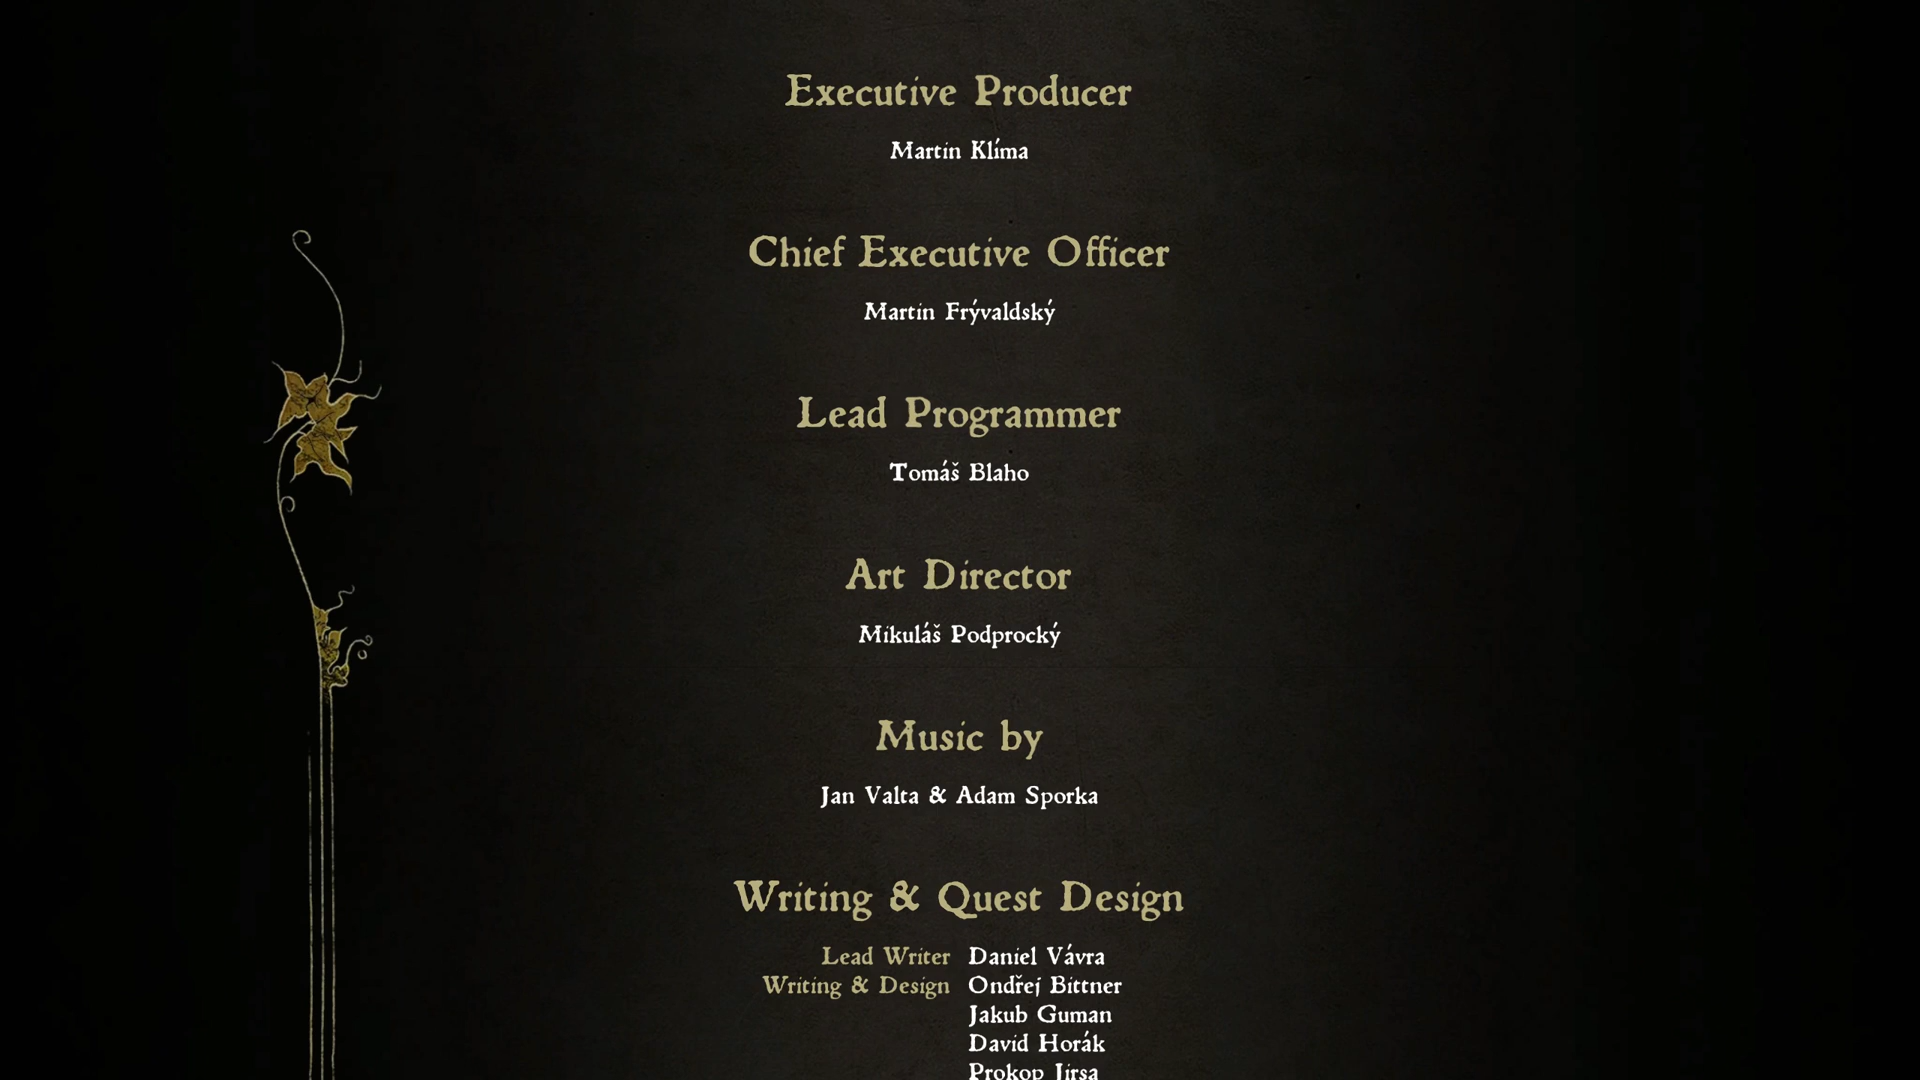 Executive Producer
Martin Klíma
Chief Executive Officer
Martin Frývaldský
Lead Programmer
Tomáš Blaho
Art Director
Mikuláš Podprocký
Music by
Jan Valta & Adam Sporka
Writing & Quest Design
Lead Writer Daniel Vávra
Writing & Design Ondřej Bittner
Jakub Guman
David Horák
Prokop Jirsa